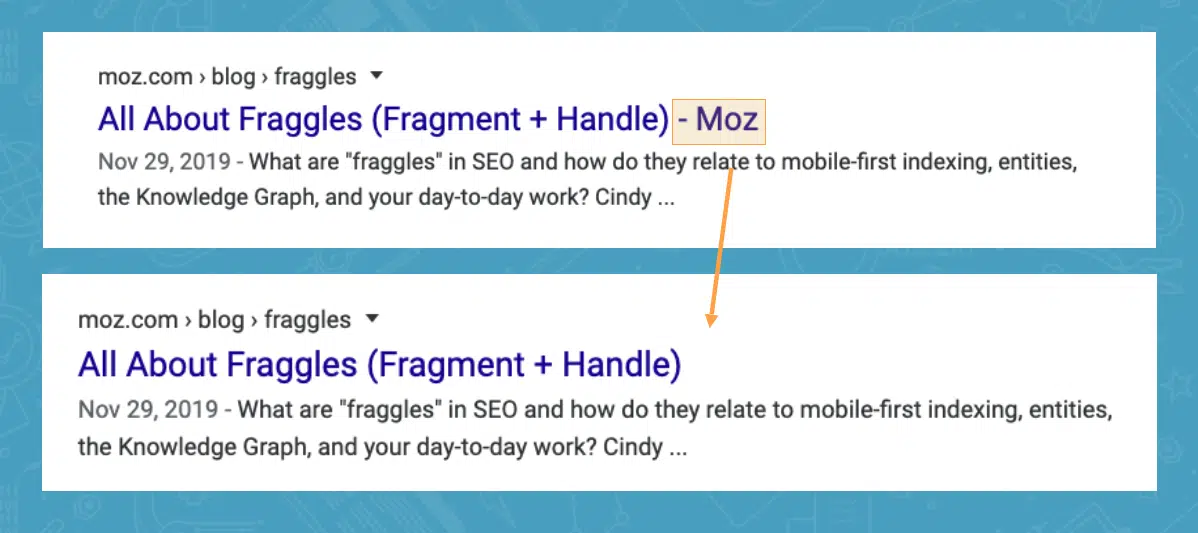 moz.com › blog › fraggles
All About Fraggles (Fragment + Handle) - Moz
Nov 29, 2019 - What are "fraggles" in SEO and how do they relate to mobile-first indexing, entities,
the Knowledge Graph, and your day-to-day work? Cindy ...
moz.com › blog › fraggles
All About Fraggles (Fragment + Handle)
Nov 29, 2019 - What are "fraggles" in SEO and how do they relate to mobile-first indexing, entities,
the Knowledge Graph, and your day-to-day work? Cindy ...